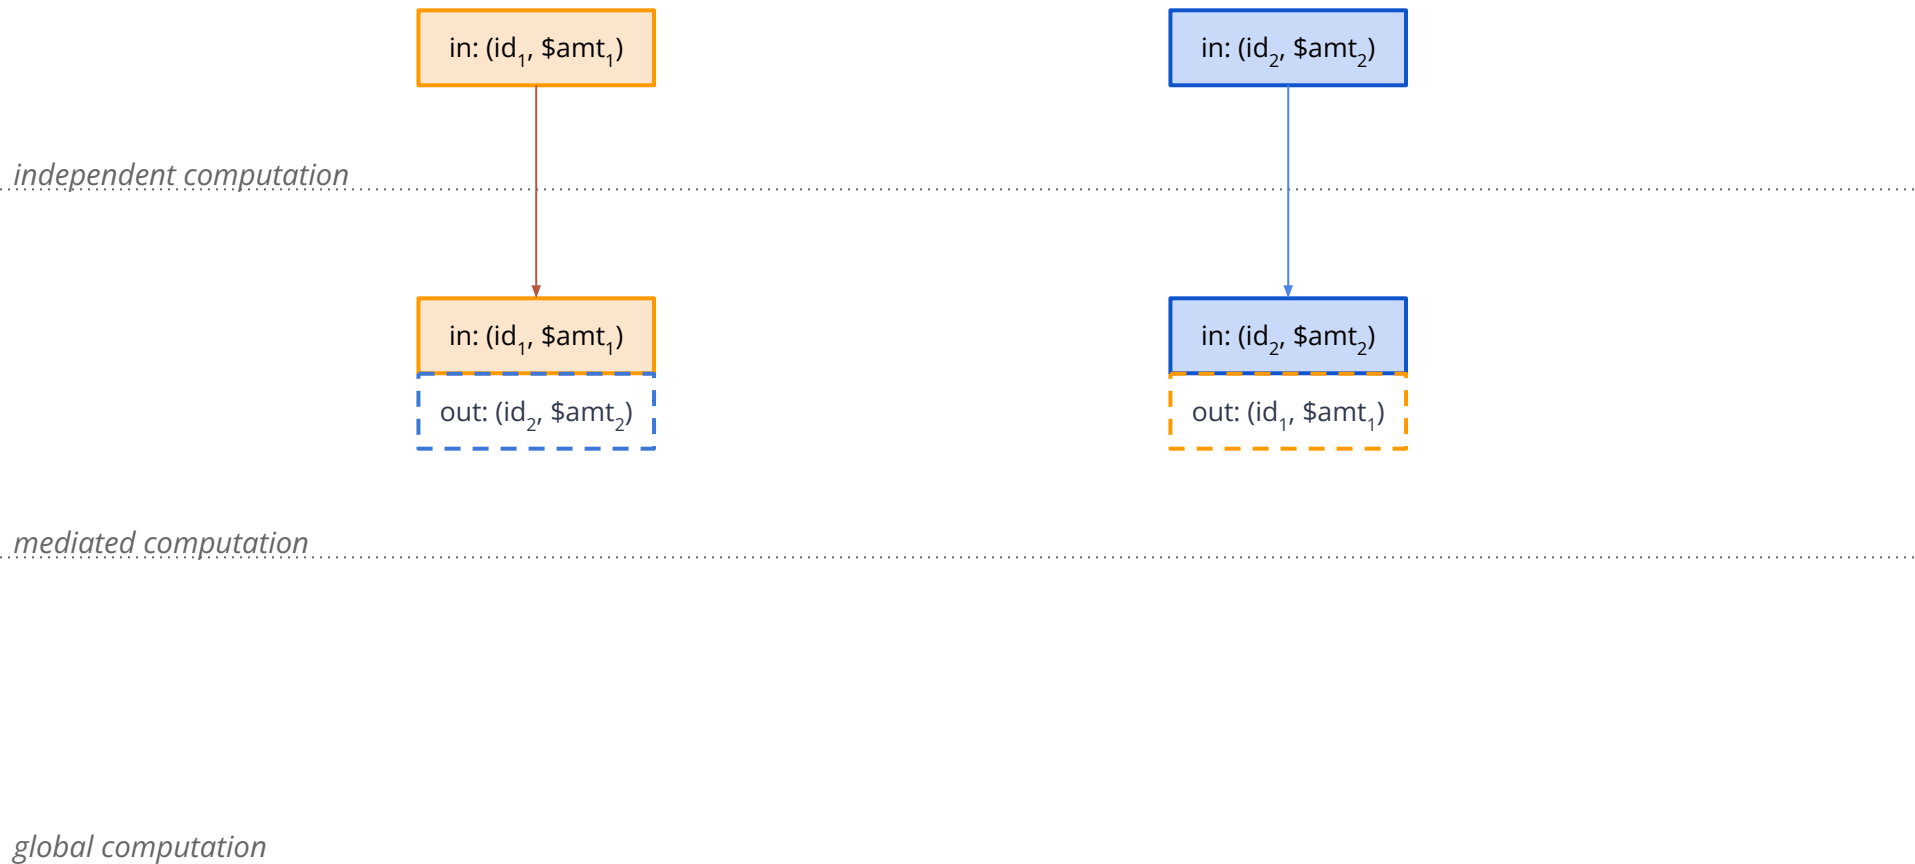 in: (id₁, $amt₁)
in: (id₂, $amt₂)
independent computation
in: (id₁, $amt₁)
in: (id₂, $amt₂)
out: (id₂, $amt₂)
out: (id₁, $amt₁)
mediated computation
global computation